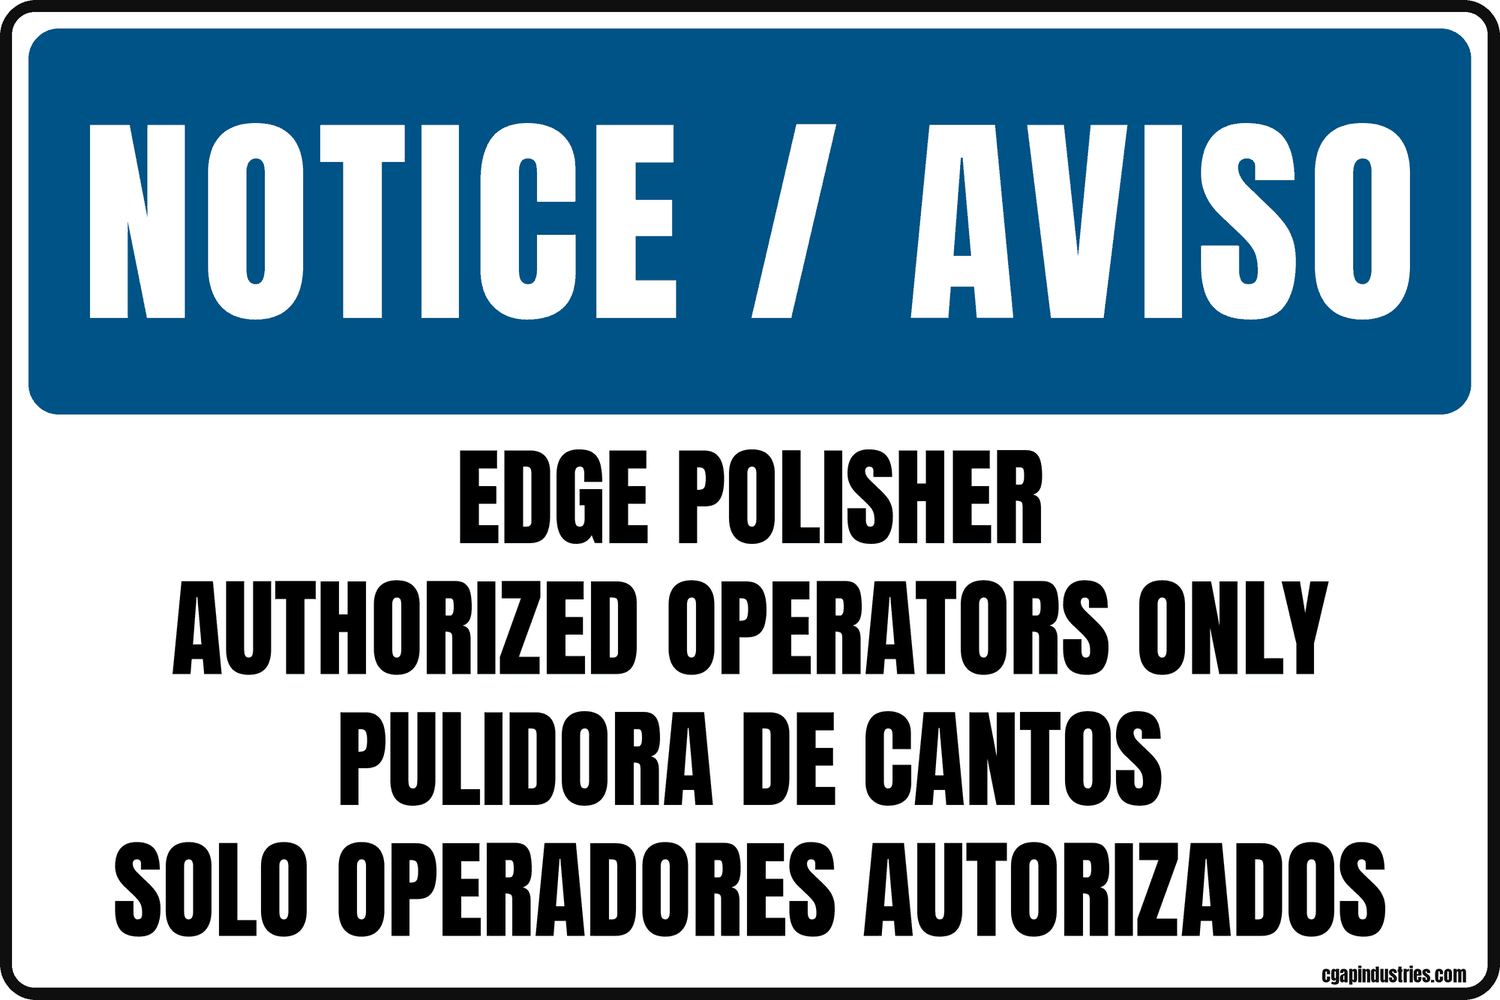 NOTICE / AVISO
EDGE POLISHER
AUTHORIZED OPERATORS ONLY
PULIDORA DE CANTOS
SOLO OPERADORES AUTORIZADOS
cgapindustries.com